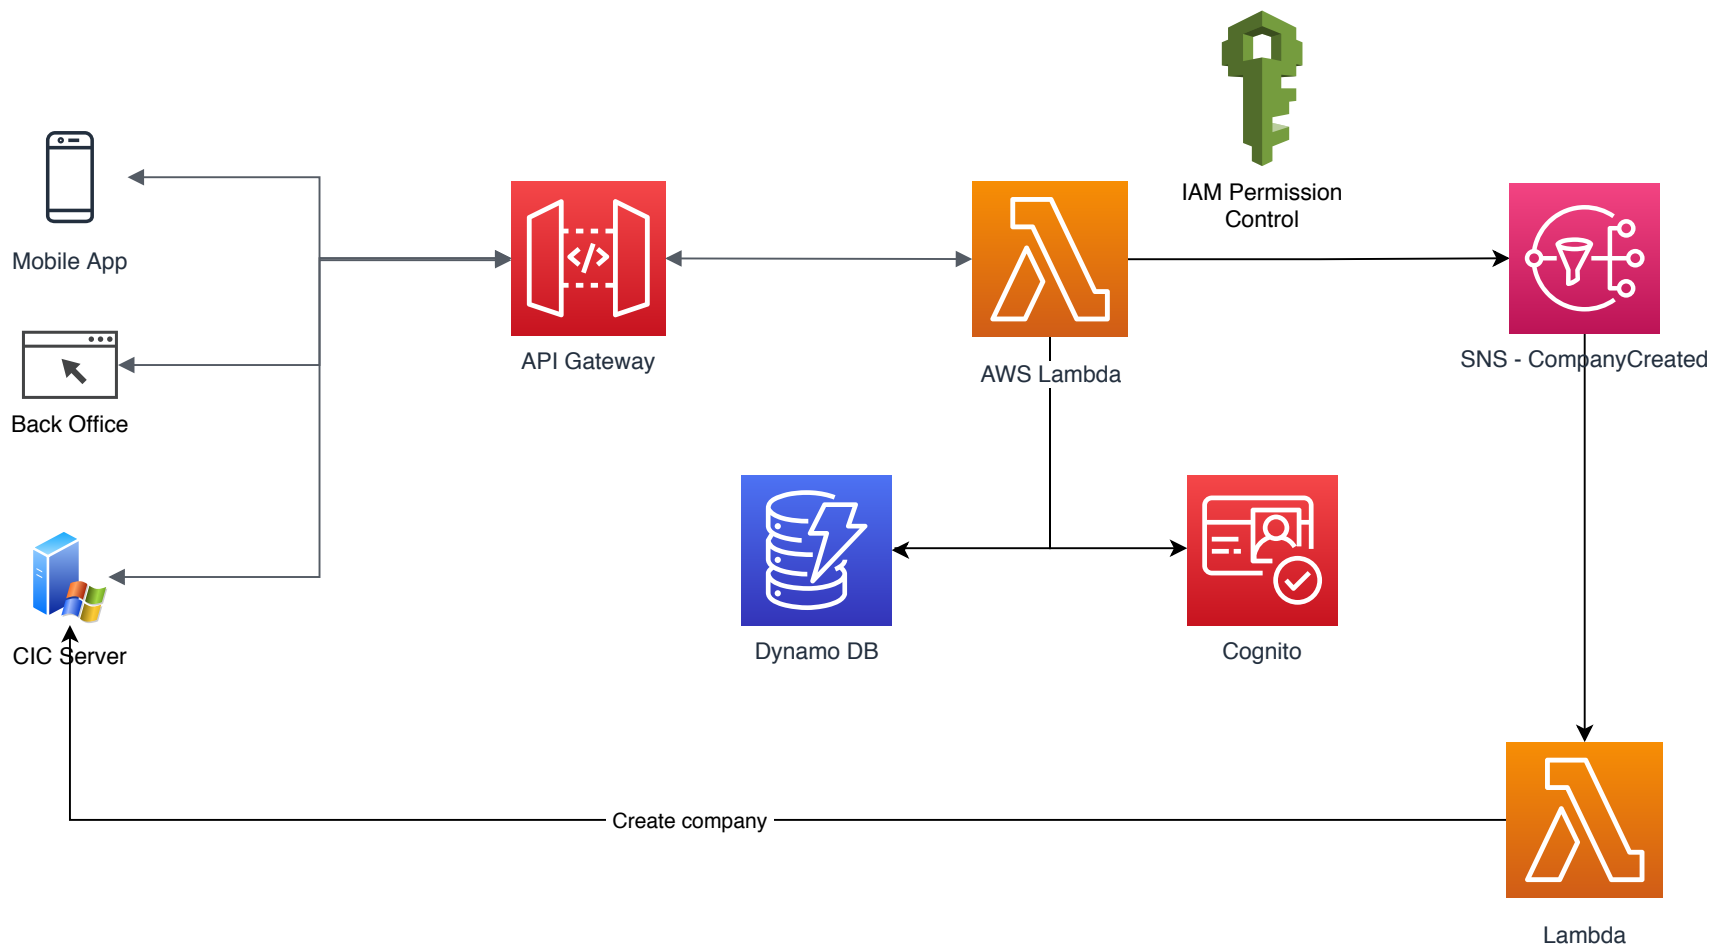 IAM Permission
Control
Mobile App
API Gateway
AWS Lambda
SNS - CompanyCreated
Back Office
Dynamo DB
Cognito
CIC Server
Create company
Lambda